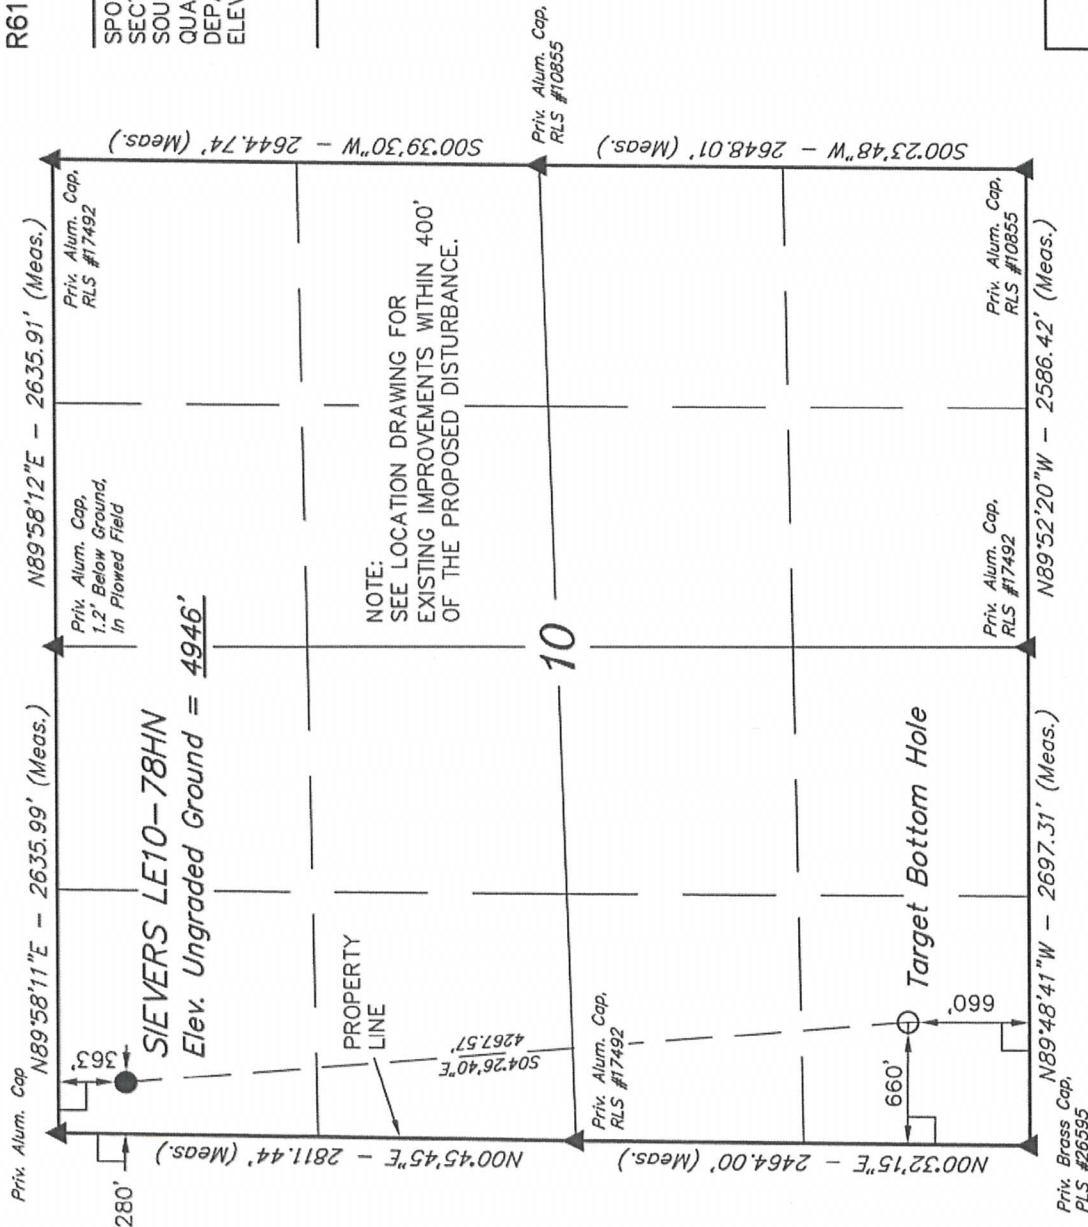 R61
SPO
SEC
SOU
QUA
DEP
ELEV
Priv. Alum. Cap
N89°58'11"E - 2635.99' (Meas.)
N89°58'12"E - 2635.91' (Meas.)
363'
280'
Priv. Alum. Cap,
1.2' Below Ground,
In Plowed Field
Priv. Alum. Cap,
RLS #17492
SIEVERS LE10-78HN
Elev. Ungraded Ground = 4946'
S00°39'30"W - 2644.74' (Meas.)
N00°45'45"E - 2811.44' (Meas.)
PROPERTY
LINE
NOTE:
SEE LOCATION DRAWING FOR
EXISTING IMPROVEMENTS WITHIN 400'
OF THE PROPOSED DISTURBANCE.
S04°26'40"E
4267.57'
10
Priv. Alum. Cap,
RLS #10855
Priv. Alum. Cap,
RLS #17492
S00°23'48"W - 2648.01' (Meas.)
N00°32'15"E - 2464.00' (Meas.)
Target Bottom Hole
660'
660'
Priv. Alum. Cap,
RLS #17492
Priv. Alum. Cap,
RLS #10855
Priv. Brass Cap,
PLS #26595
N89°48'41"W - 2697.31' (Meas.)
N89°52'20"W - 2586.42' (Meas.)